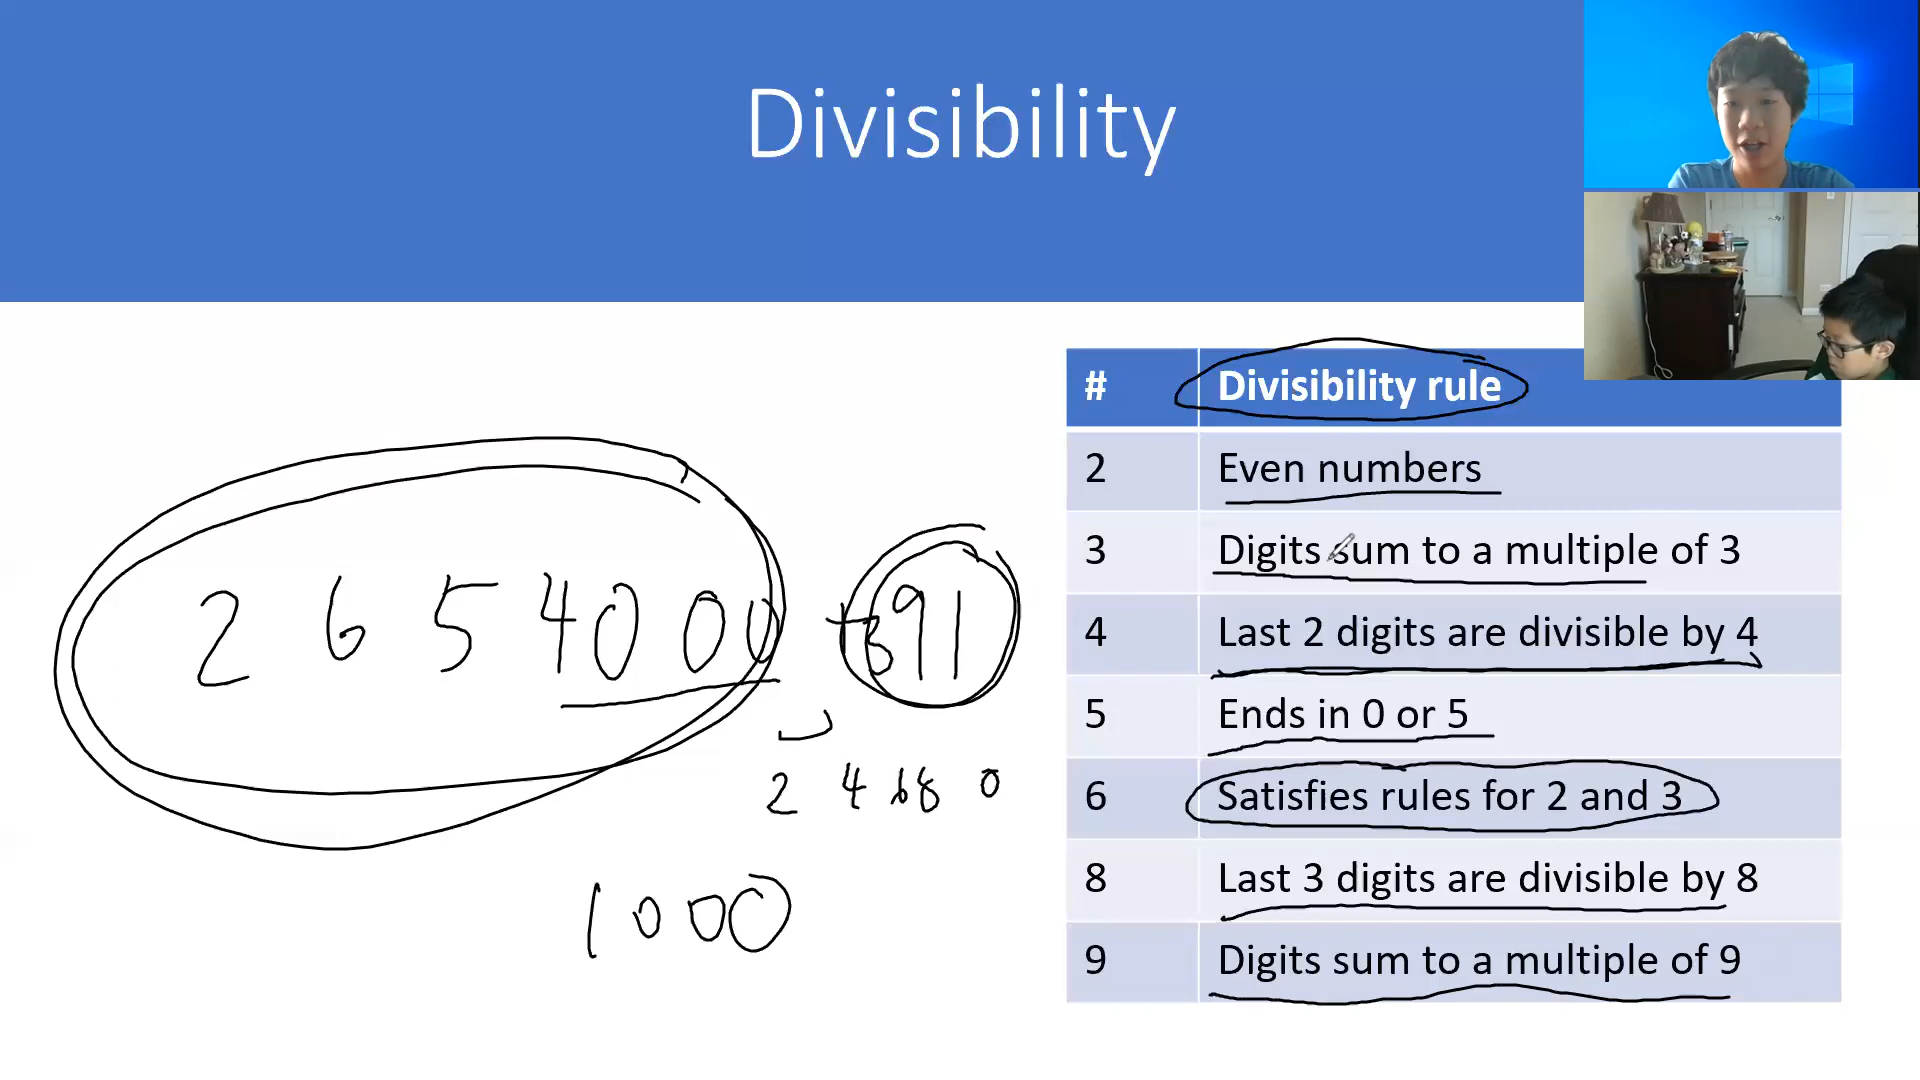 Divisibility
# Divisibility rule
2 Even numbers
3 Digits sum to a multiple of 3
4 Last 2 digits are divisible by 4
5 Ends in 0 or 5
6 Satisfies rules for 2 and 3
8 Last 3 digits are divisible by 8
9 Digits sum to a multiple of 9
2 6 5 4 0 0 0 + 391
2 4 6 8 0
1 0 0 0